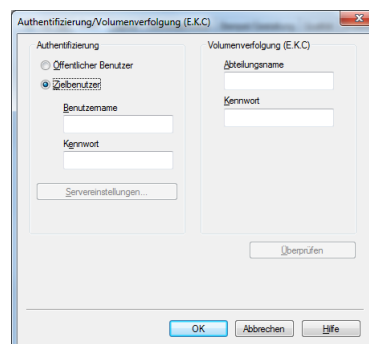 Authentifizierung/Volumenverfolgung (E.K.C)
Authentifizierung
Öffentlicher Benutzer
Zielbenutzer
Benutzername
Kennwort
Servereinstellungen...
Volumenverfolgung (E.K.C)
Abteilungsname
Kennwort
Überprüfen
OK
Abbrechen
Hilfe